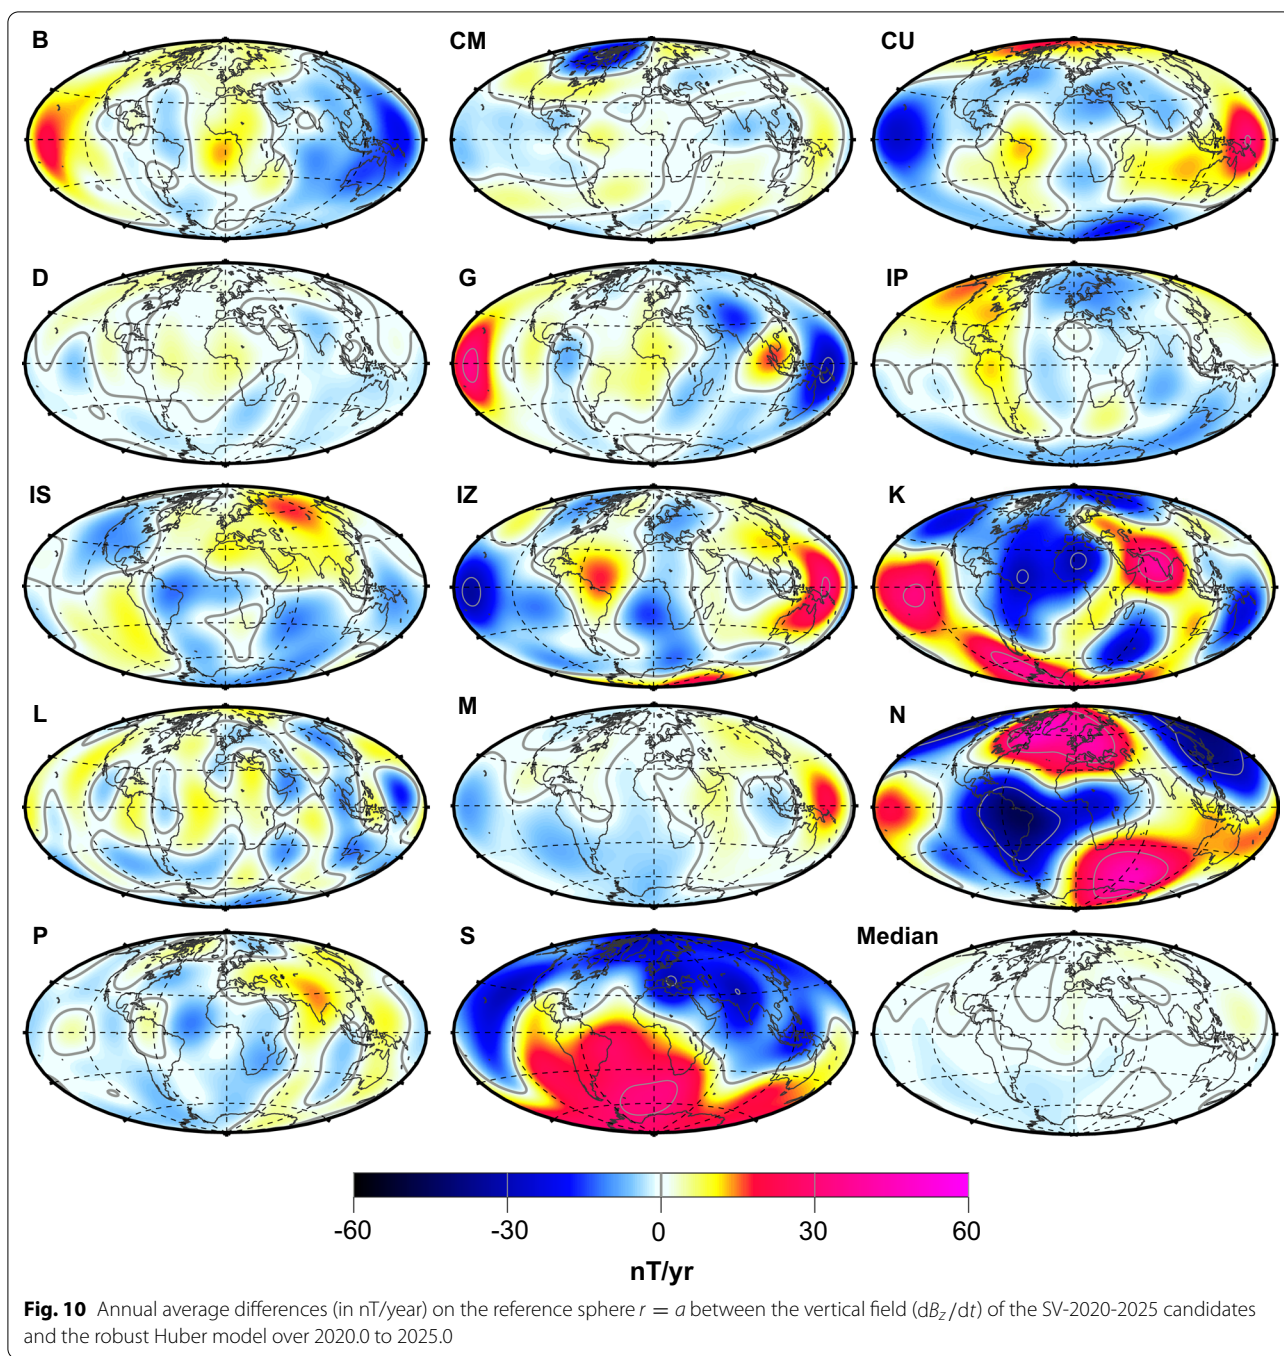 B CM CU
D G IP
IS IZ K
L M N
P S Median
-60 -30 0 30 60
nT/yr
Fig. 10 Annual average differences (in nT/year) on the reference sphere r = a between the vertical field (dBz/dt) of the SV-2020-2025 candidates
and the robust Huber model over 2020.0 to 2025.0